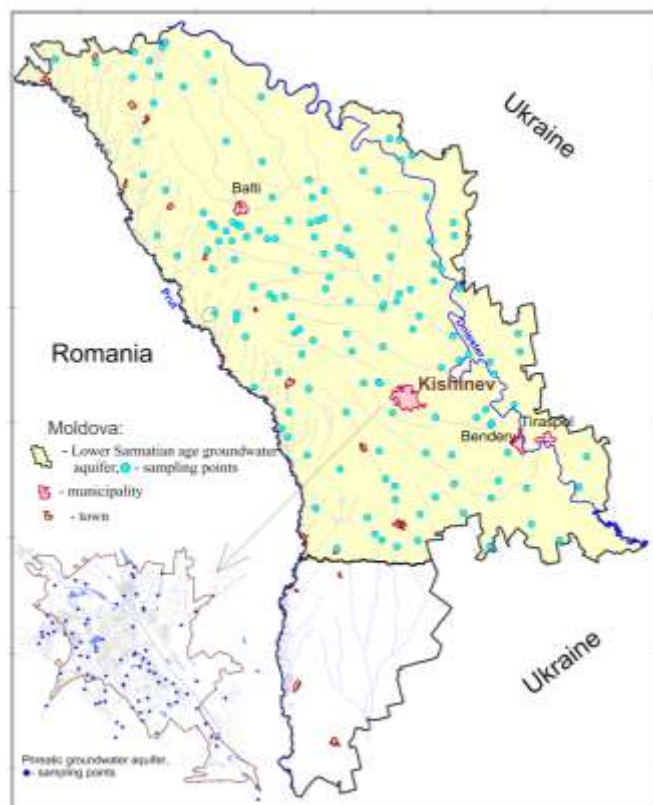 Ukraine
Balti
Prut
Romania
Dniester
Kishinev
Moldova:
- Lower Sarmatian age groundwater
aquifer, - sampling points
Tiraspol
Bendery
- municipality
- town
Ukraine
Phreatic groundwater aquifer,
- sampling points